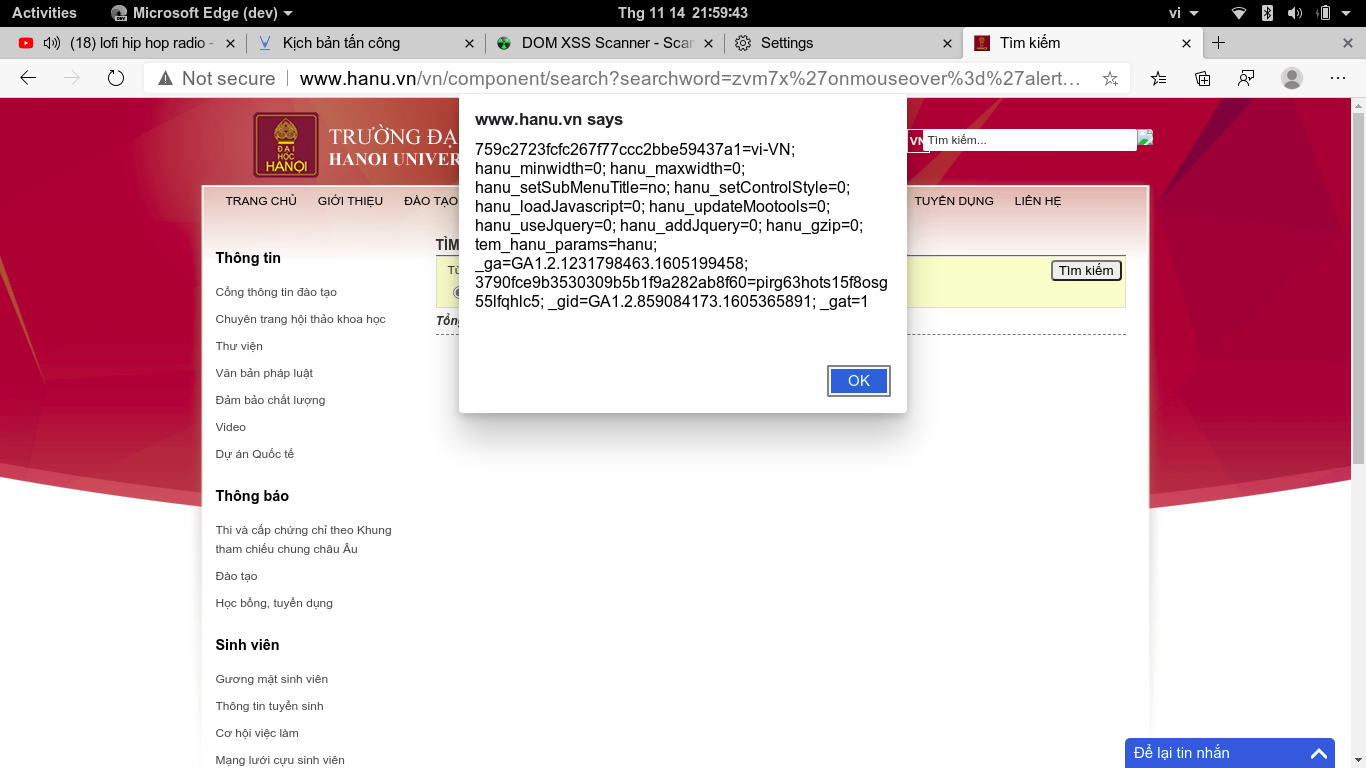 Activities Microsoft Edge (dev) Thg 11 14 21:59:43 vi
(18) lofi hip hop radio - Kịch bản tấn công DOM XSS Scanner - Scar Settings Tìm kiếm
Not secure www.hanu.vn/vn/component/search?searchword=zvm7x%27onmouseover%3d%27alert…
TRƯỜNG ĐẠ
HANOI UNIVER
ĐẠI
HỌC
HANOI
VN Tìm kiếm...
www.hanu.vn says
759c2723fcfc267f77ccc2bbe59437a1=vi-VN;
hanu_minwidth=0; hanu_maxwidth=0;
hanu_setSubMenuTitle=no; hanu_setControlStyle=0;
hanu_loadJavascript=0; hanu_updateMootools=0;
hanu_useJquery=0; hanu_addJquery=0; hanu_gzip=0;
tem_hanu_params=hanu;
_ga=GA1.2.1231798463.1605199458;
3790fce9b3530309b5b1f9a282ab8f60=pirg63hots15f8osg
55lfqhlc5; _gid=GA1.2.859084173.1605365891; _gat=1
OK
TRANG CHỦ GIỚI THIỆU ĐÀO TẠO TUYỂN DỤNG LIÊN HỆ
TÌM
Từ
Tìm kiếm
Tổng
Thông tin
Cổng thông tin đào tạo
Chuyên trang hội thảo khoa học
Thư viện
Văn bản pháp luật
Đảm bảo chất lượng
Video
Dự án Quốc tế
Thông báo
Thi và cấp chứng chỉ theo Khung
tham chiếu chung châu Âu
Đào tạo
Học bổng, tuyển dụng
Sinh viên
Gương mặt sinh viên
Thông tin tuyển sinh
Cơ hội việc làm
Mạng lưới cựu sinh viên
Để lại tin nhắn